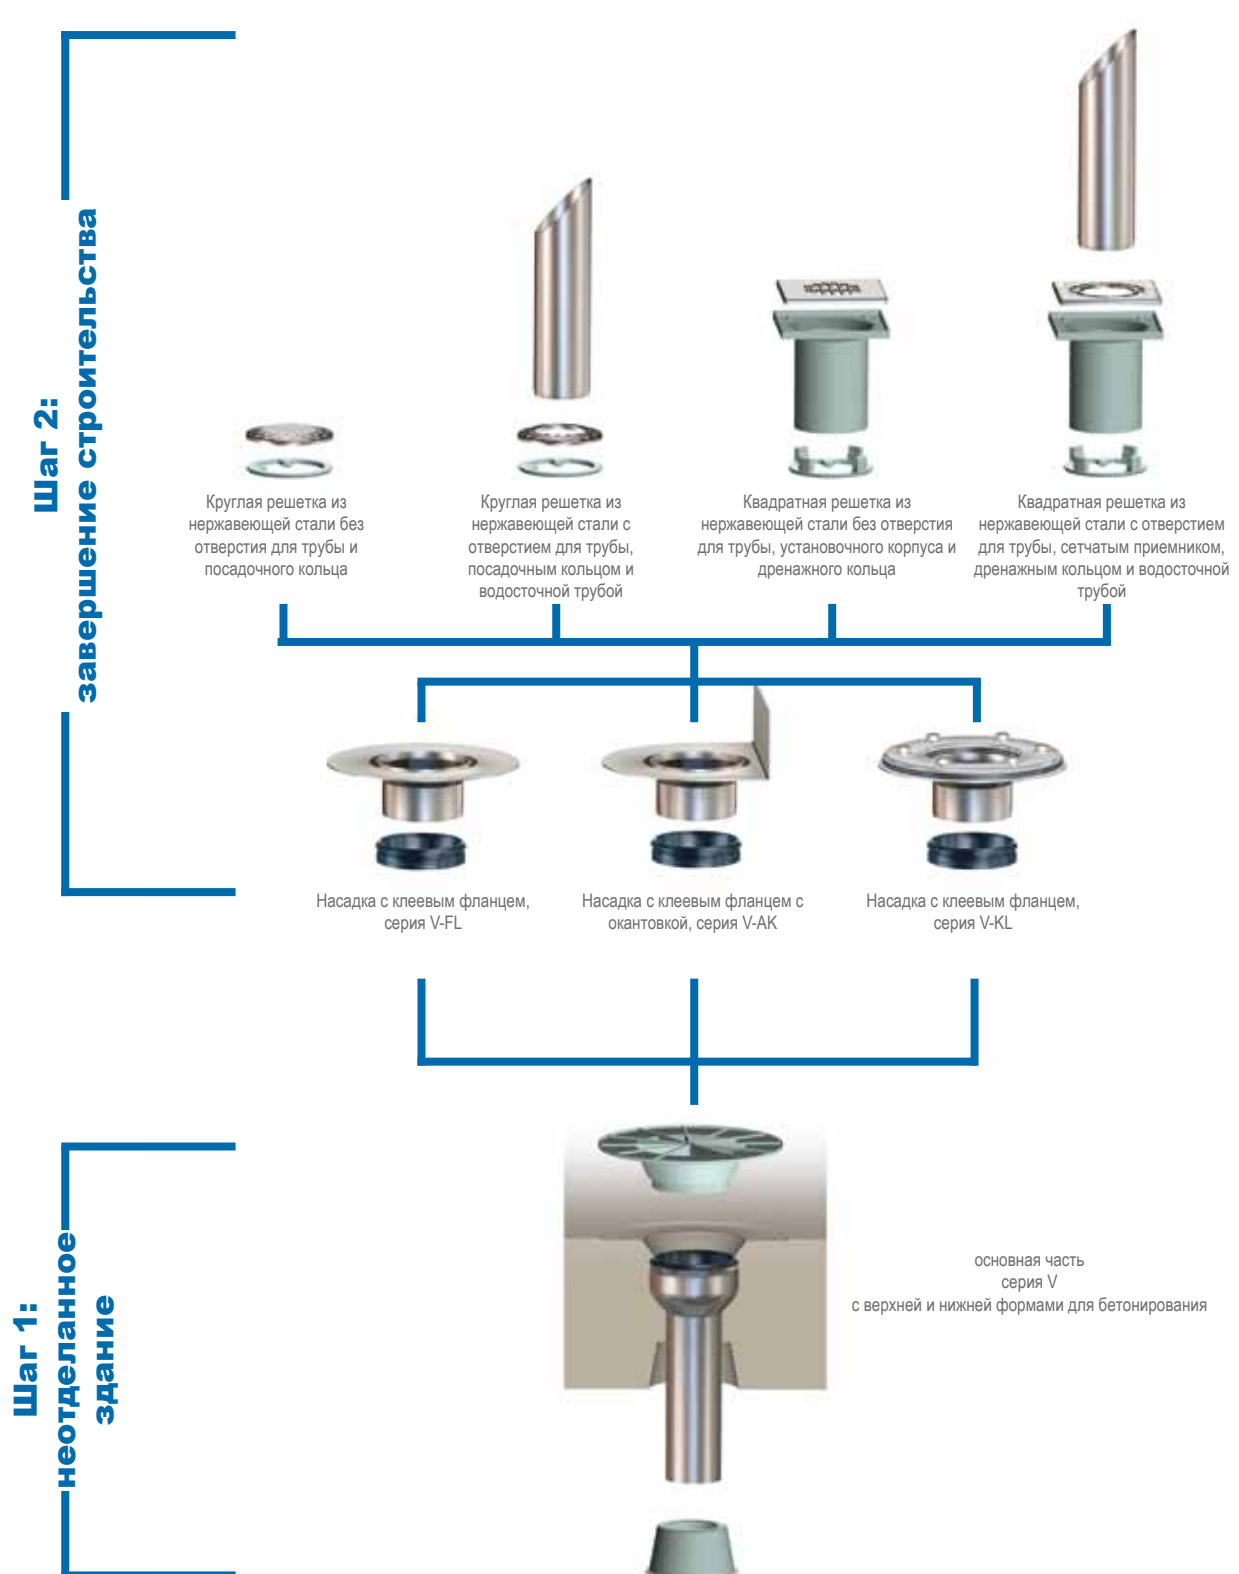 Шаг 2:
завершение строительства
Круглая решетка из
нержавеющей стали без
отверстия для трубы и
посадочного кольца
Круглая решетка из
нержавеющей стали с
отверстием для трубы,
посадочным кольцом и
водосточной трубой
Квадратная решетка из
нержавеющей стали без отверстия
для трубы, установочного корпуса и
дренажного кольца
Квадратная решетка из
нержавеющей стали с отверстием
для трубы, сетчатым приемником,
дренажным кольцом и водосточной
трубой
Насадка с клеевым фланцем,
серия V-FL
Насадка с клеевым фланцем с
окантовкой, серия V-AK
Насадка с клеевым фланцем,
серия V-KL
Шаг 1:
неотделанное
здание
основная часть
серия V
с верхней и нижней формами для бетонирования